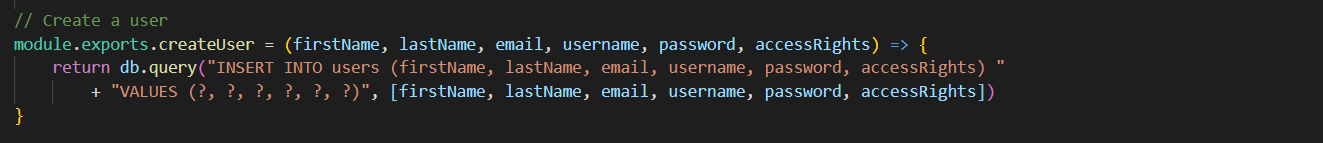 // Create a user
module.exports.createUser = (firstName, lastName, email, username, password, accessRights) => {
return db.query("INSERT INTO users (firstName, lastName, email, username, password, accessRights) "
+ "VALUES (?, ?, ?, ?, ?, ?)", [firstName, lastName, email, username, password, accessRights])
}